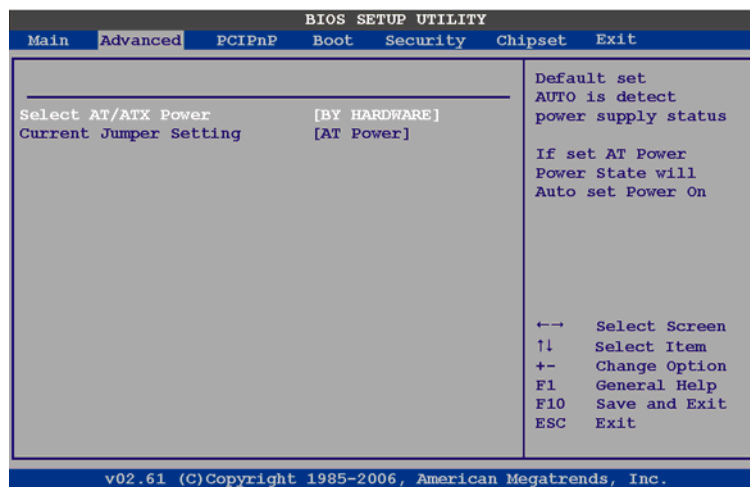 BIOS SETUP UTILITY
Main Advanced PCIPnP Boot Security Chipset Exit
Select AT/ATX Power [BY HARDWARE]
Current Jumper Setting [AT Power]
Default set
AUTO is detect
power supply status
If set AT Power
Power State will
Auto set Power On
←→ Select Screen
↑↓ Select Item
+- Change Option
F1 General Help
F10 Save and Exit
ESC Exit
v02.61 (C)Copyright 1985-2006, American Megatrends, Inc.